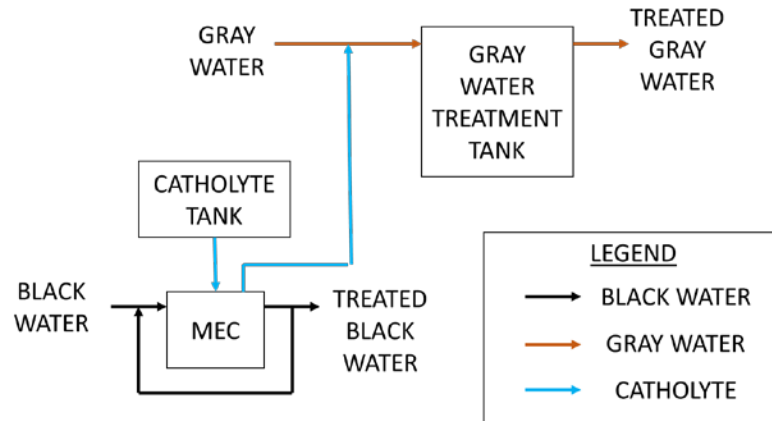 GRAY
WATER
GRAY
WATER
TREATMENT
TANK
TREATED
GRAY
WATER
CATHOLYTE
TANK
BLACK
WATER
MEC
TREATED
BLACK
WATER
LEGEND
BLACK WATER
GRAY WATER
CATHOLYTE